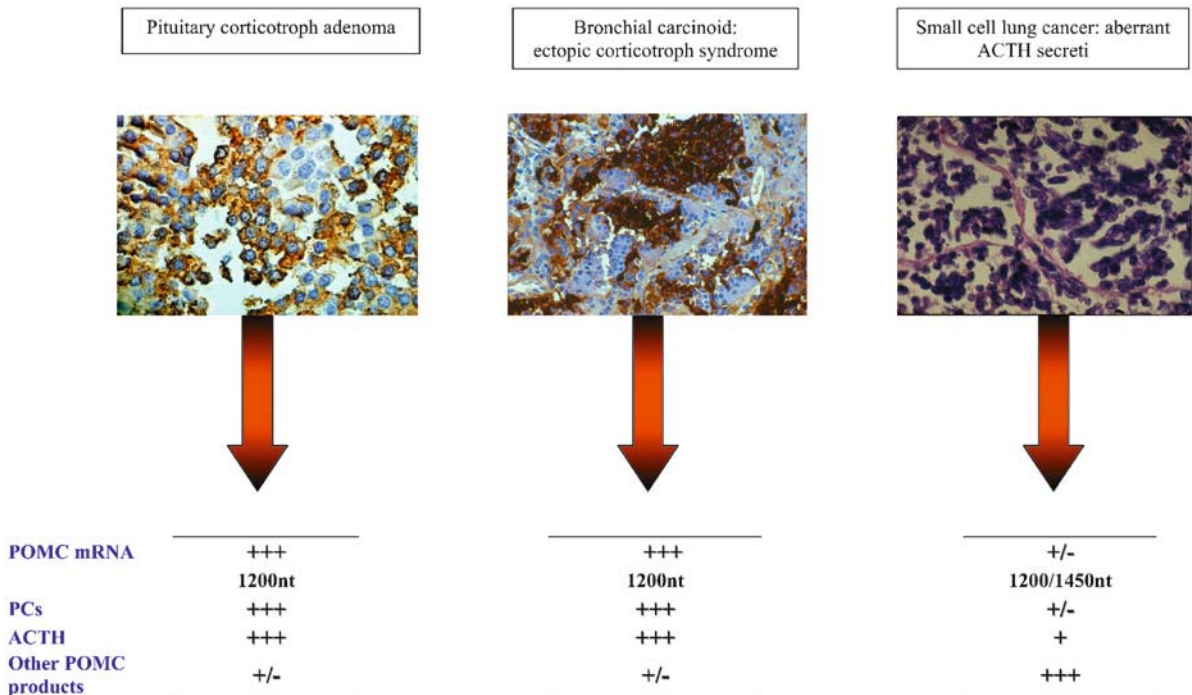 Pituitary corticotroph adenoma
Bronchial carcinoid:
ectopic corticotroph syndrome
Small cell lung cancer: aberrant
ACTH secreti
POMC mRNA +++ +++ +/-
1200nt 1200nt 1200/1450nt
PCs +++ +++ +/-
ACTH +++ +++ +
Other POMC
products +/- +/- +++